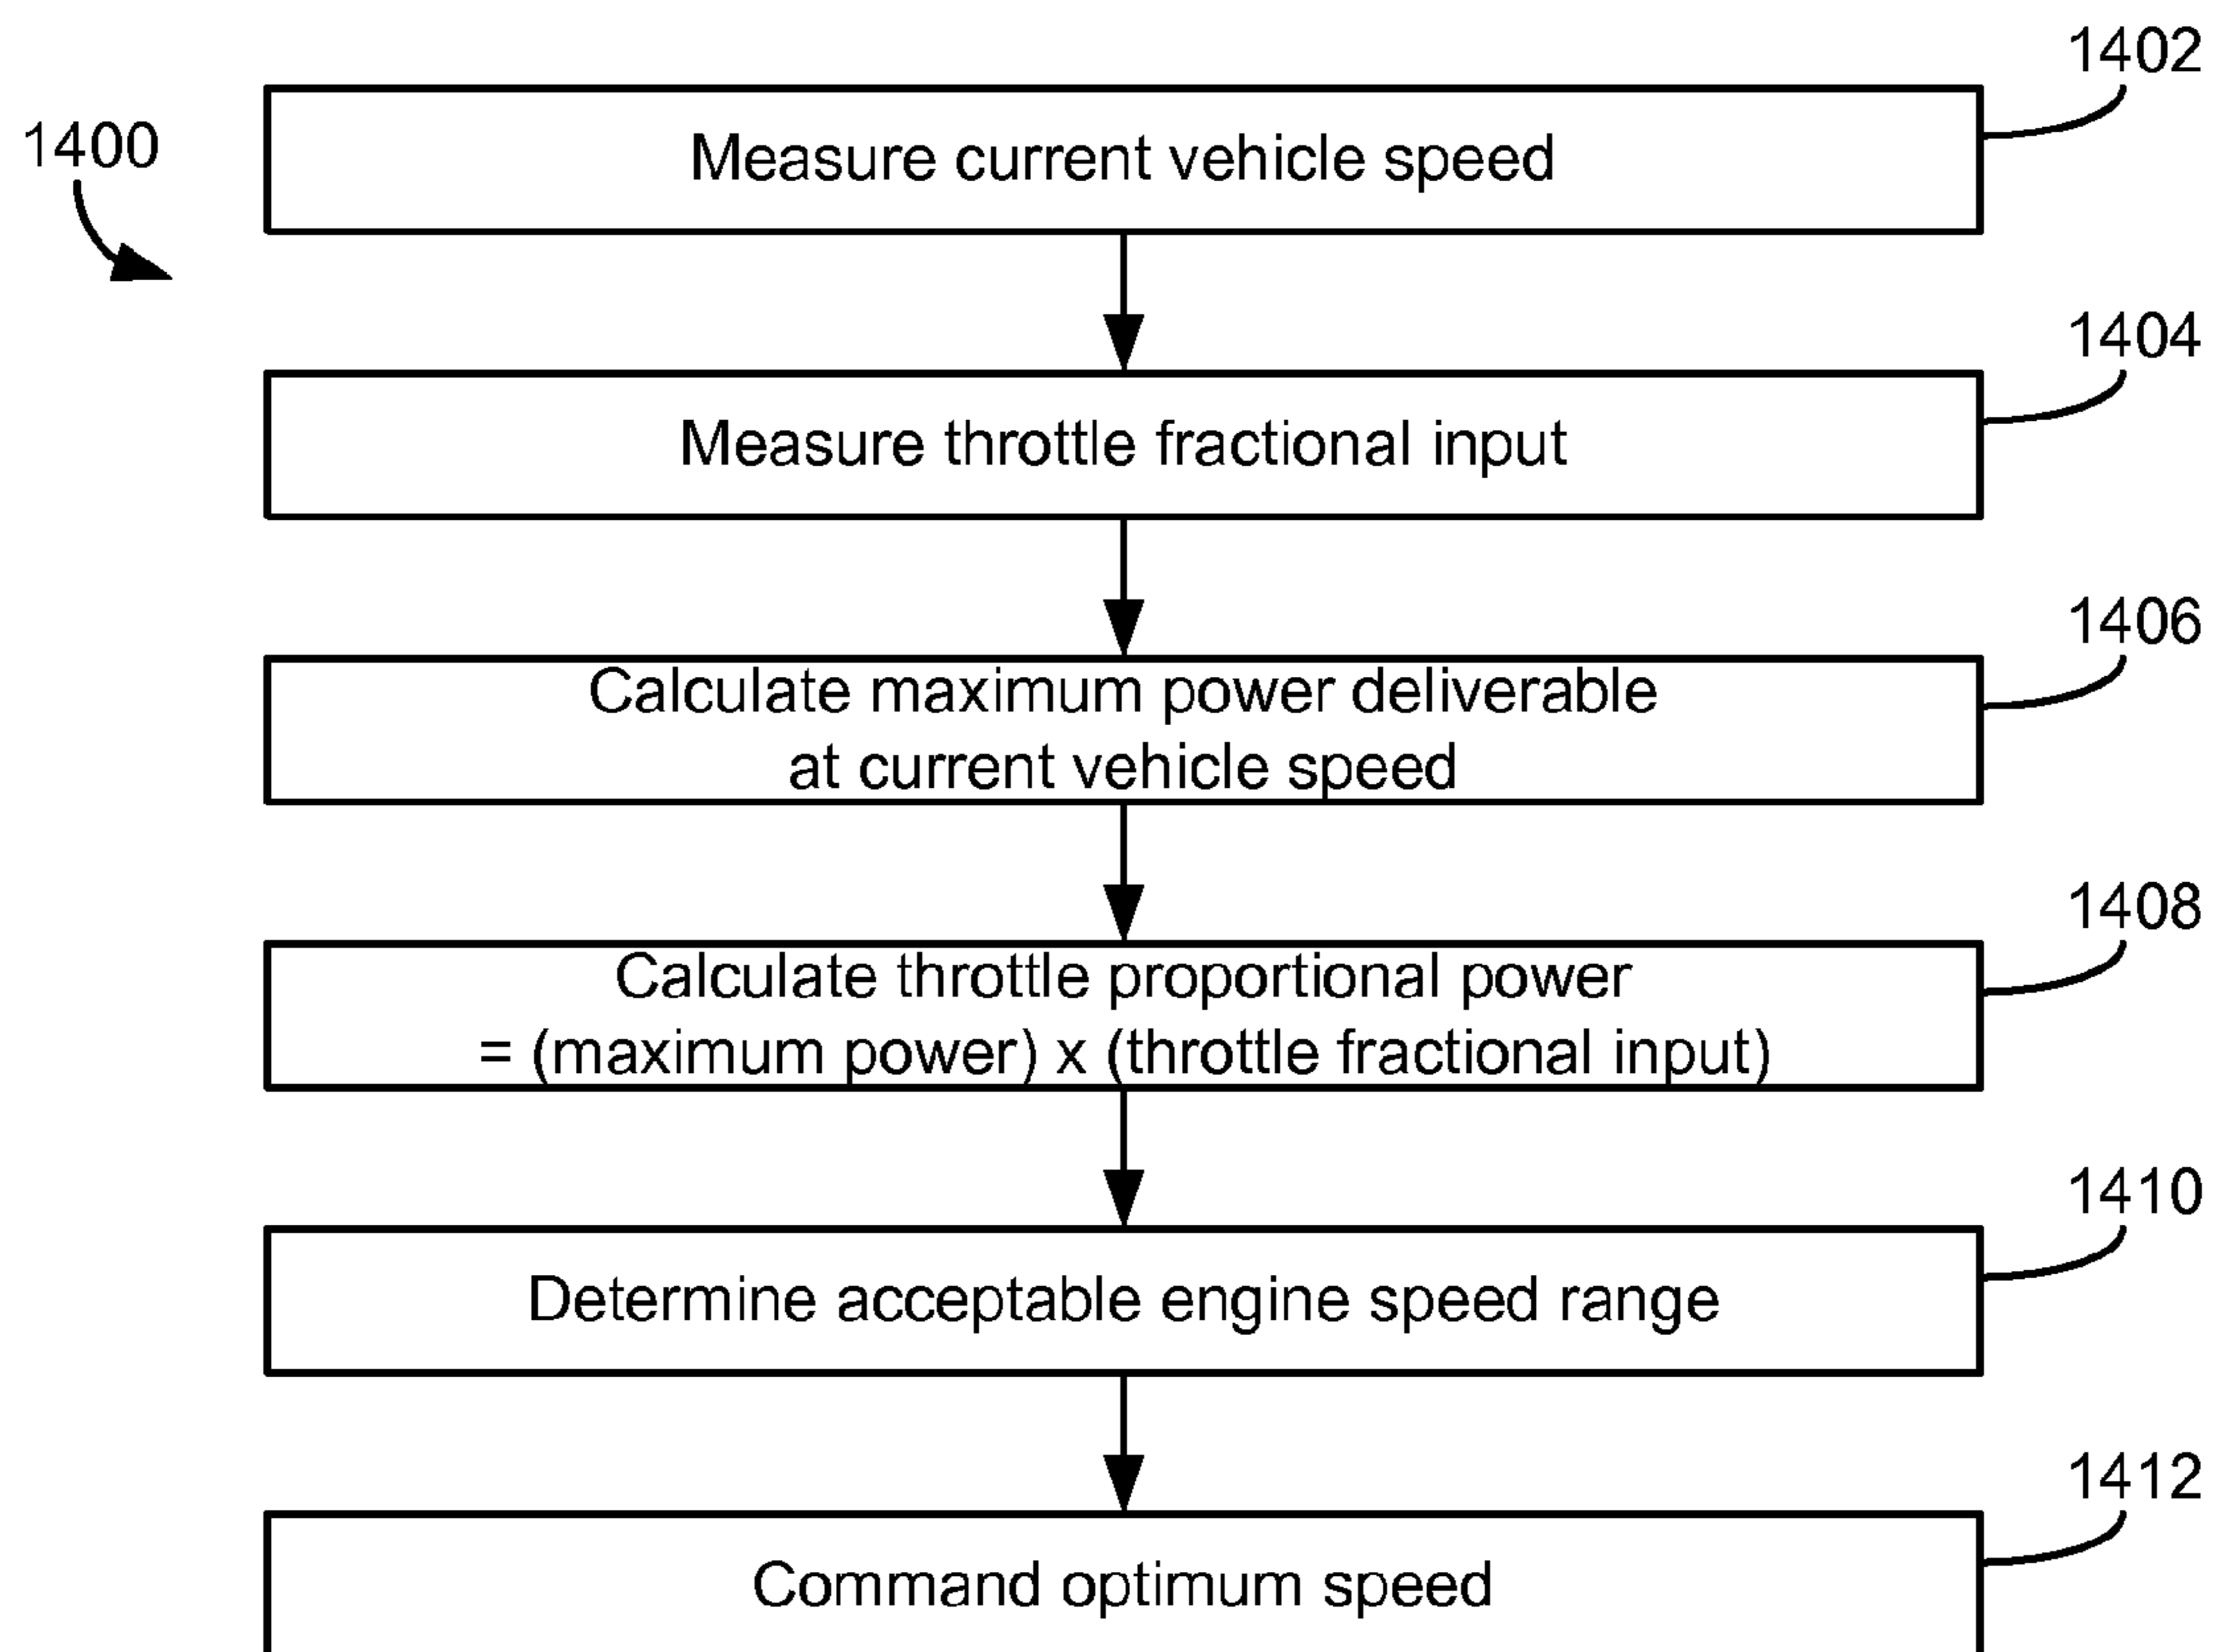 1402
1400
Measure current vehicle speed
1404
Measure throttle fractional input
1406
Calculate maximum power deliverable
at current vehicle speed
1408
Calculate throttle proportional power
= (maximum power) x (throttle fractional input)
1410
Determine acceptable engine speed range
1412
Command optimum speed